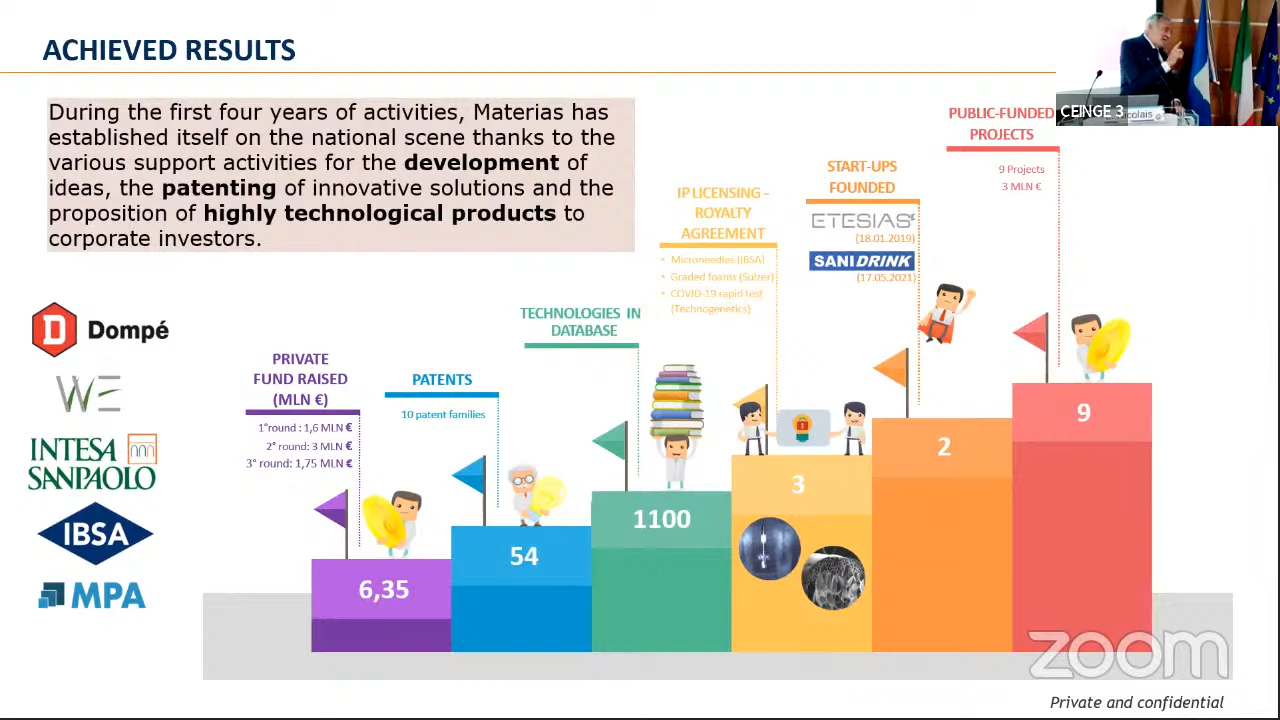 ACHIEVED RESULTS
During the first four years of activities, Materias has
established itself on the national scene thanks to the
various support activities for the development of
ideas, the patenting of innovative solutions and the
proposition of highly technological products to
corporate investors.
CEINGE 3
colais
Dompé
WE
INTESA
SANPAOLO
IBSA
MPA
PRIVATE
FUND RAISED
(MLN €)
1°round : 1,6 MLN €
2° round: 3 MLN €
3° round: 1,75 MLN €
6,35
PATENTS
10 patent families
54
TECHNOLOGIES IN
DATABASE
1100
IP LICENSING -
ROYALTY
AGREEMENT
• Microneedles (IBSA)
• Graded foams (Sulzer)
• COVID-19 rapid test
(Technogenetics)
3
START-UPS
FOUNDED
ETESIAS
(18.01.2019)
SANIDRINK
(17.05.2021)
2
PUBLIC-FUNDED
PROJECTS
9 Projects
3 MLN €
9
zoom
Private and confidential